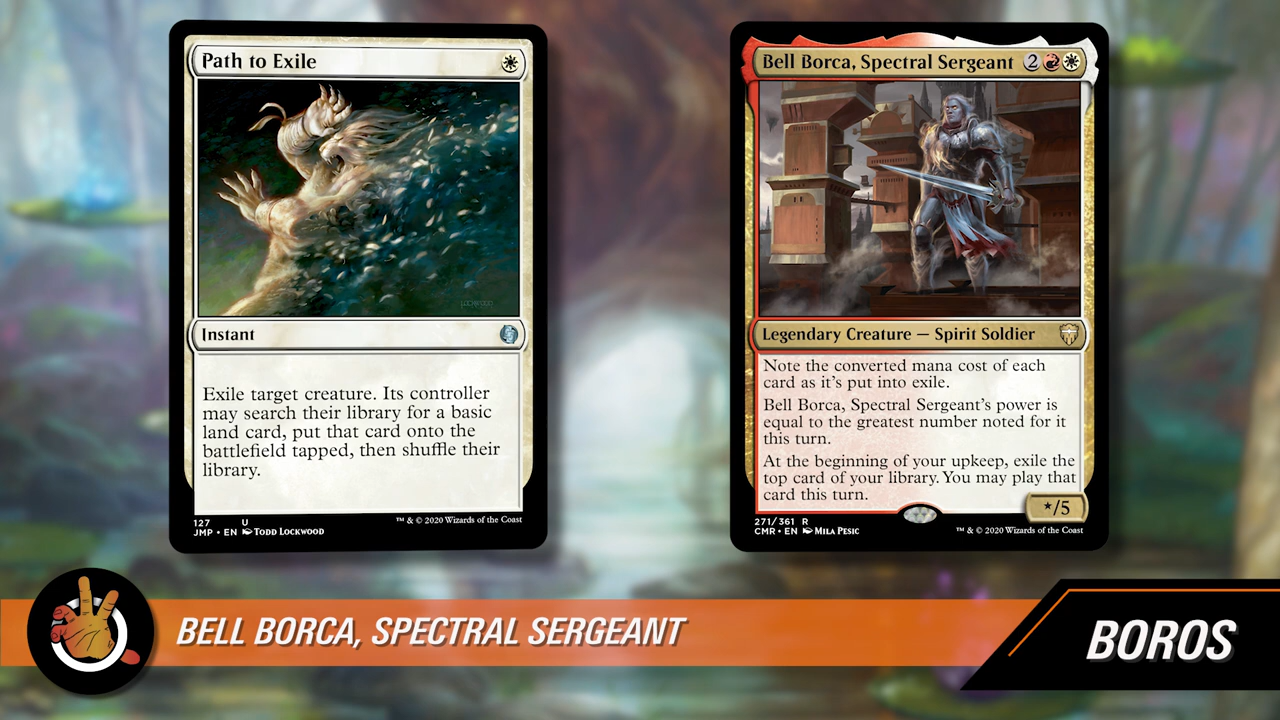 Path to Exile
Instant
Exile target creature. Its controller
may search their library for a basic
land card, put that card onto the
battlefield tapped, then shuffle their
library.
127 U
JMP • EN Todd Lockwood
™ & © 2020 Wizards of the Coast
Bell Borca, Spectral Sergeant 2
Legendary Creature — Spirit Soldier
Note the converted mana cost of each
card as it's put into exile.
Bell Borca, Spectral Sergeant's power is
equal to the greatest number noted for it
this turn.
At the beginning of your upkeep, exile the
top card of your library. You may play that
card this turn.
*/5
271/361 R
CMR • EN Mila Pesic
™ & © 2020 Wizards of the Coast
BELL BORCA, SPECTRAL SERGEANT
BOROS